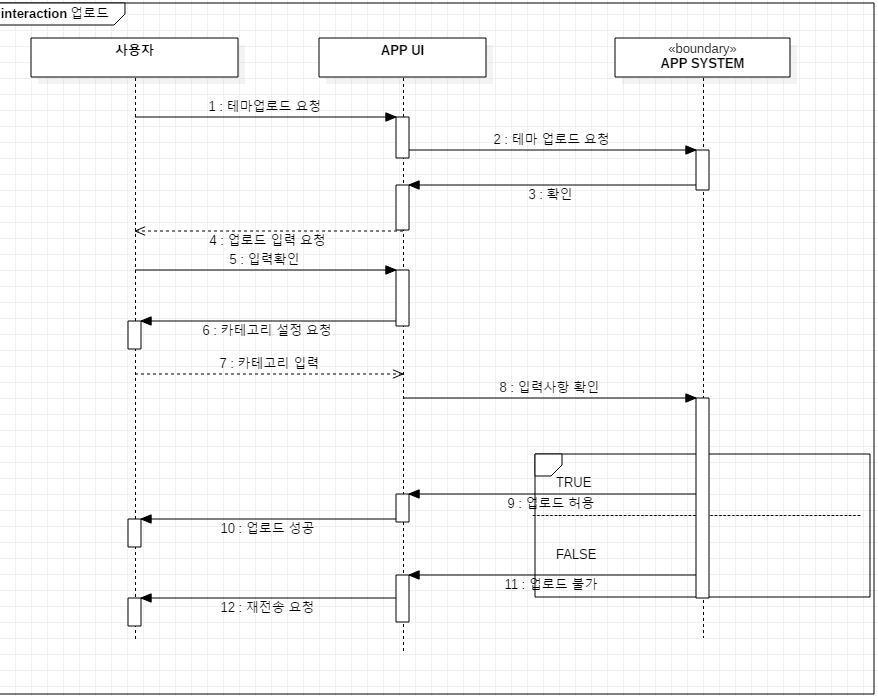 interaction 업로드
사용자
APP UI
«boundary»
APP SYSTEM
1 : 테마업로드 요청
2 : 테마 업로드 요청
3 : 확인
4 : 업로드 입력 요청
5 : 입력확인
6 : 카테고리 설정 요청
7 : 카테고리 입력
8 : 입력사항 확인
TRUE
9 : 업로드 허용
10 : 업로드 성공
FALSE
11 : 업로드 불가
12 : 재전송 요청